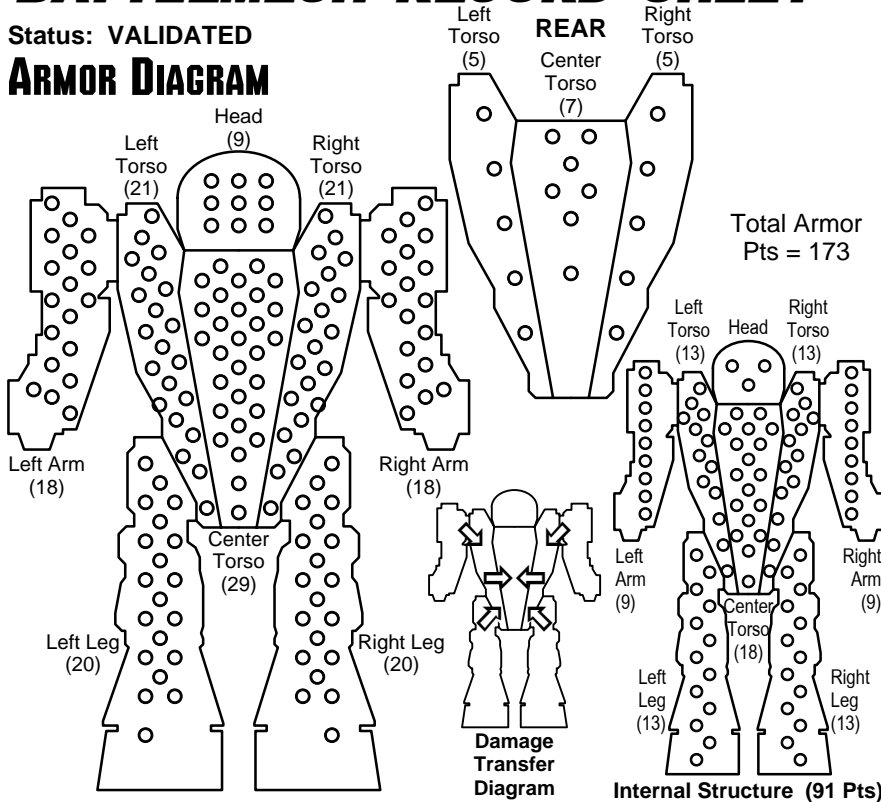 BATTLEMECH RECORD SHEET
Status: VALIDATED
ARMOR DIAGRAM
Head
(9)
Left
Torso
(21)
Right
Torso
(21)
Left Arm
(18)
Right Arm
(18)
Center
Torso
(29)
Left Leg
(20)
Right Leg
(20)
REAR
Left
Torso
(5)
Center
Torso
(7)
Right
Torso
(5)
Total Armor
Pts = 173
Damage
Transfer
Diagram
Left
Torso
(13)
Head
Right
Torso
(13)
Left
Arm
(9)
Right
Arm
(9)
Center
Torso
(18)
Left
Leg
(13)
Right
Leg
(13)
Internal Structure (91 Pts)